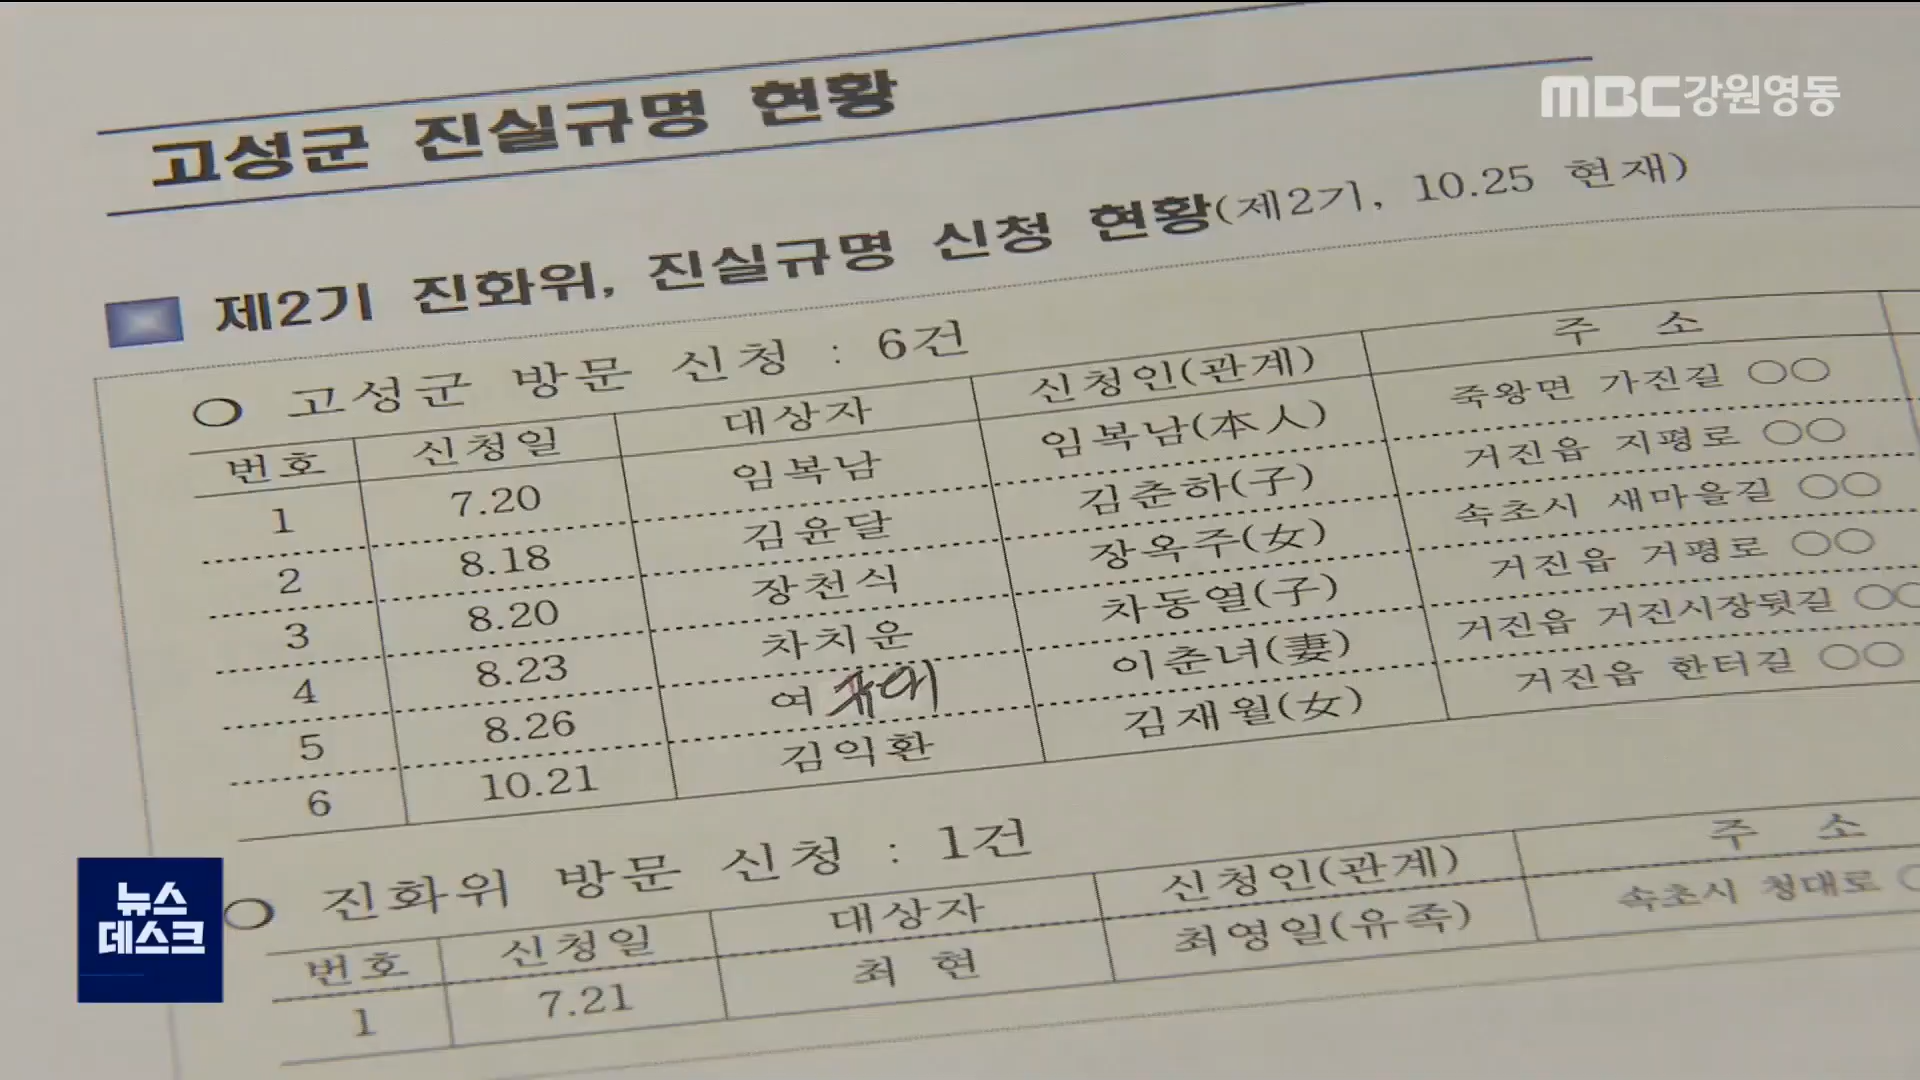 MBC강원영동
고성군 진실규명 현황
제2기 진화위, 진실규명 신청 현황(제2기, 10.25 현재)
○ 고성군 방문 신청 : 6건
번호 신청일 대상자 신청인(관계) 주 소
1 7.20 임복남 임복남(本人) 죽왕면 가진길 ○○
2 8.18 김윤달 김춘하(子) 거진읍 지평로 ○○
3 8.20 장천식 장옥주(女) 속초시 새마을길 ○○
4 8.23 차치운 차동열(子) 거진읍 거평로 ○○
5 8.26 여 이춘녀(妻) 거진읍 거진시장뒷길 ○○
6 10.21 김익환 김재월(女) 거진읍 한터길 ○○
○ 진화위 방문 신청 : 1건
번호 신청일 대상자 신청인(관계) 주 소
1 7.21 최 현 최영일(유족) 속초시 청대로 ○
뉴스
데스크